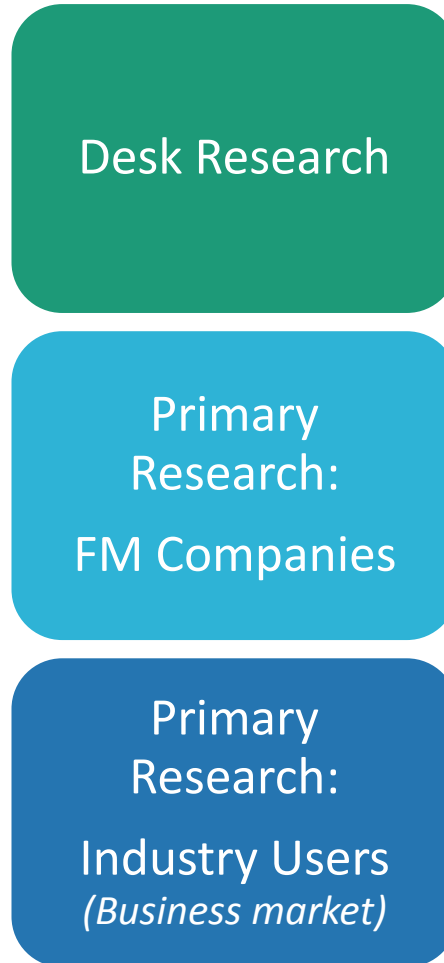 Desk Research
Primary
Research:
FM Companies
Primary
Research:
Industry Users
(Business market)